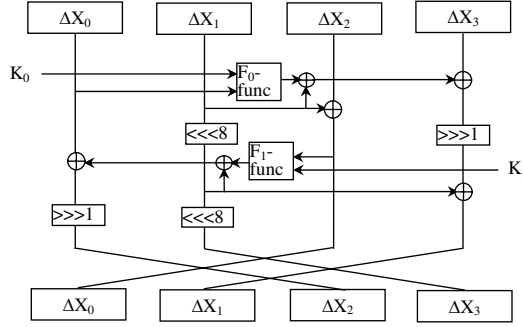 ΔX₀ ΔX₁ ΔX₂ ΔX₃
K₀
F₀-
func
<<<8
>>>1
F₁-
func
K
>>>1
<<<8
ΔX₀ ΔX₁ ΔX₂ ΔX₃